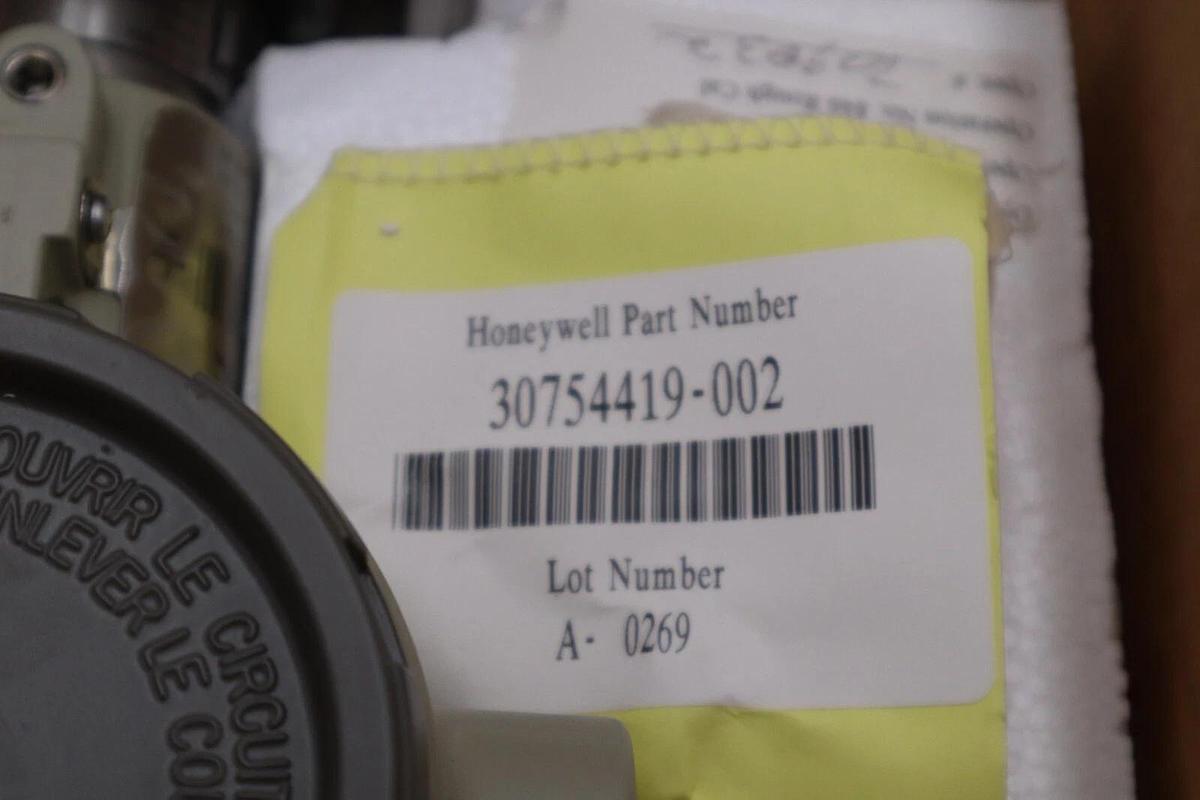 Honeywell Part Number
30754419-002
Lot Number
A- 0269
OUVRIR LE CIRCUIT
ENLEVER LE CO